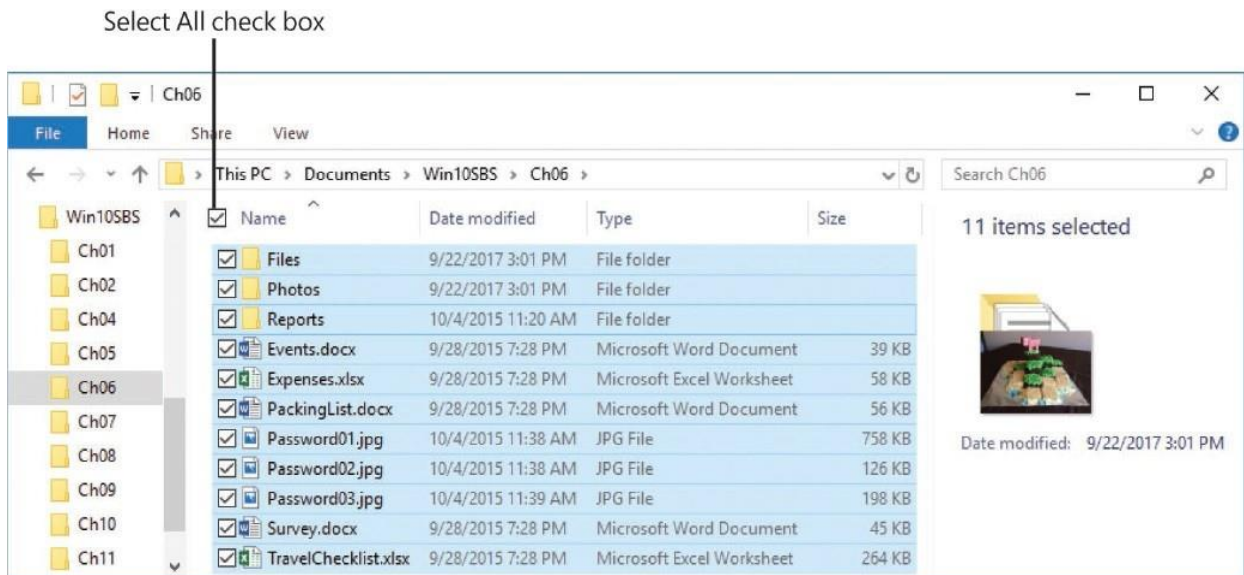 Select All check box
Ch06
File Home Share View
This PC > Documents > Win10SBS > Ch06 > Search Ch06
Win10SBS Name Date modified Type Size 11 items selected
Ch01 Files 9/22/2017 3:01 PM File folder
Ch02 Photos 9/22/2017 3:01 PM File folder
Ch04 Reports 10/4/2015 11:20 AM File folder
Ch05 Events.docx 9/28/2015 7:28 PM Microsoft Word Document 39 KB
Ch06 Expenses.xlsx 9/28/2015 7:28 PM Microsoft Excel Worksheet 58 KB
Ch07 PackingList.docx 9/28/2015 7:28 PM Microsoft Word Document 56 KB
Password01.jpg 10/4/2015 11:38 AM JPG File 758 KB Date modified: 9/22/2017 3:01 PM
Ch08 Password02.jpg 10/4/2015 11:38 AM JPG File 126 KB
Ch09 Password03.jpg 10/4/2015 11:39 AM JPG File 198 KB
Ch10 Survey.docx 9/28/2015 7:28 PM Microsoft Word Document 45 KB
Ch11 TravelChecklist.xlsx 9/28/2015 7:28 PM Microsoft Excel Worksheet 264 KB